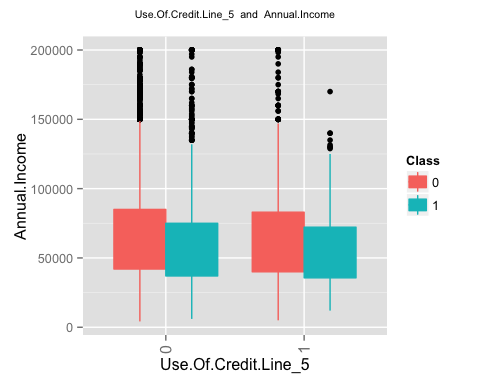 Use.Of.Credit.Line_5 and Annual.Income
200000
150000
100000
50000
0
Annual.Income
0
1
Use.Of.Credit.Line_5
Class
0
1